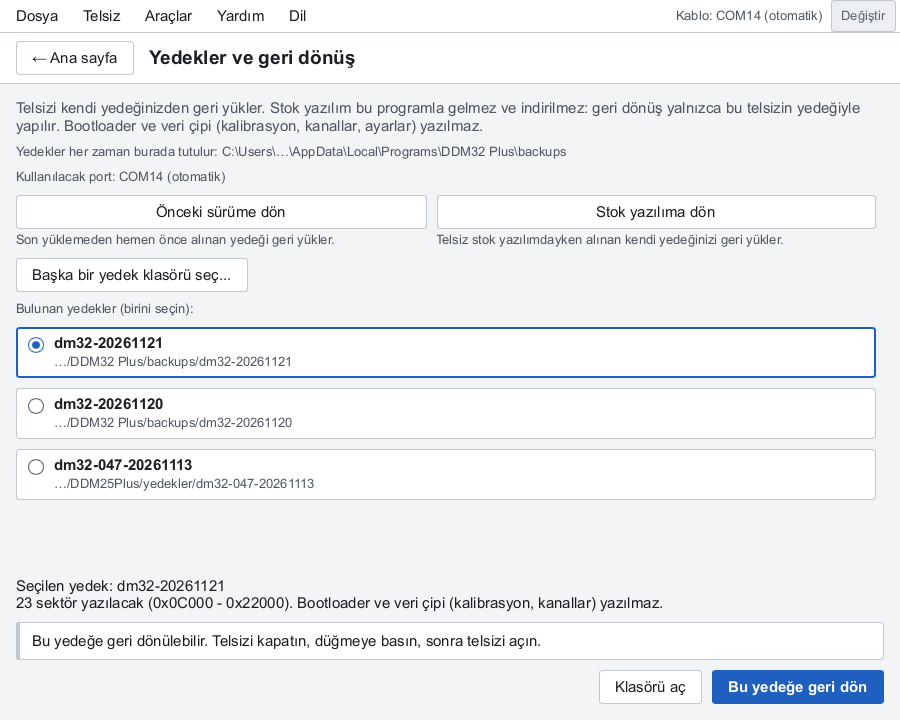 Dosya Telsiz Araçlar Yardım Dil Kablo: COM14 (otomatik) Değiştir
← Ana sayfa Yedekler ve geri dönüş
Telsizi kendi yedeğinizden geri yükler. Stok yazılım bu programla gelmez ve indirilmez: geri dönüş yalnızca bu telsizin yedeğiyle
yapılır. Bootloader ve veri çipi (kalibrasyon, kanallar, ayarlar) yazılmaz.
Yedekler her zaman burada tutulur: C:\Users\…\AppData\Local\Programs\DDM32 Plus\backups
Kullanılacak port: COM14 (otomatik)
Önceki sürüme dön Stok yazılıma dön
Son yüklemeden hemen önce alınan yedeği geri yükler. Telsiz stok yazılımdayken alınan kendi yedeğinizi geri yükler.
Başka bir yedek klasörü seç...
Bulunan yedekler (birini seçin):
dm32-20261121
…/DDM32 Plus/backups/dm32-20261121
dm32-20261120
…/DDM32 Plus/backups/dm32-20261120
dm32-047-20261113
…/DDM25Plus/yedekler/dm32-047-20261113
Seçilen yedek: dm32-20261121
23 sektör yazılacak (0x0C000 - 0x22000). Bootloader ve veri çipi (kalibrasyon, kanallar) yazılmaz.
Bu yedeğe geri dönülebilir. Telsizi kapatın, düğmeye basın, sonra telsizi açın.
Klasörü aç Bu yedeğe geri dön